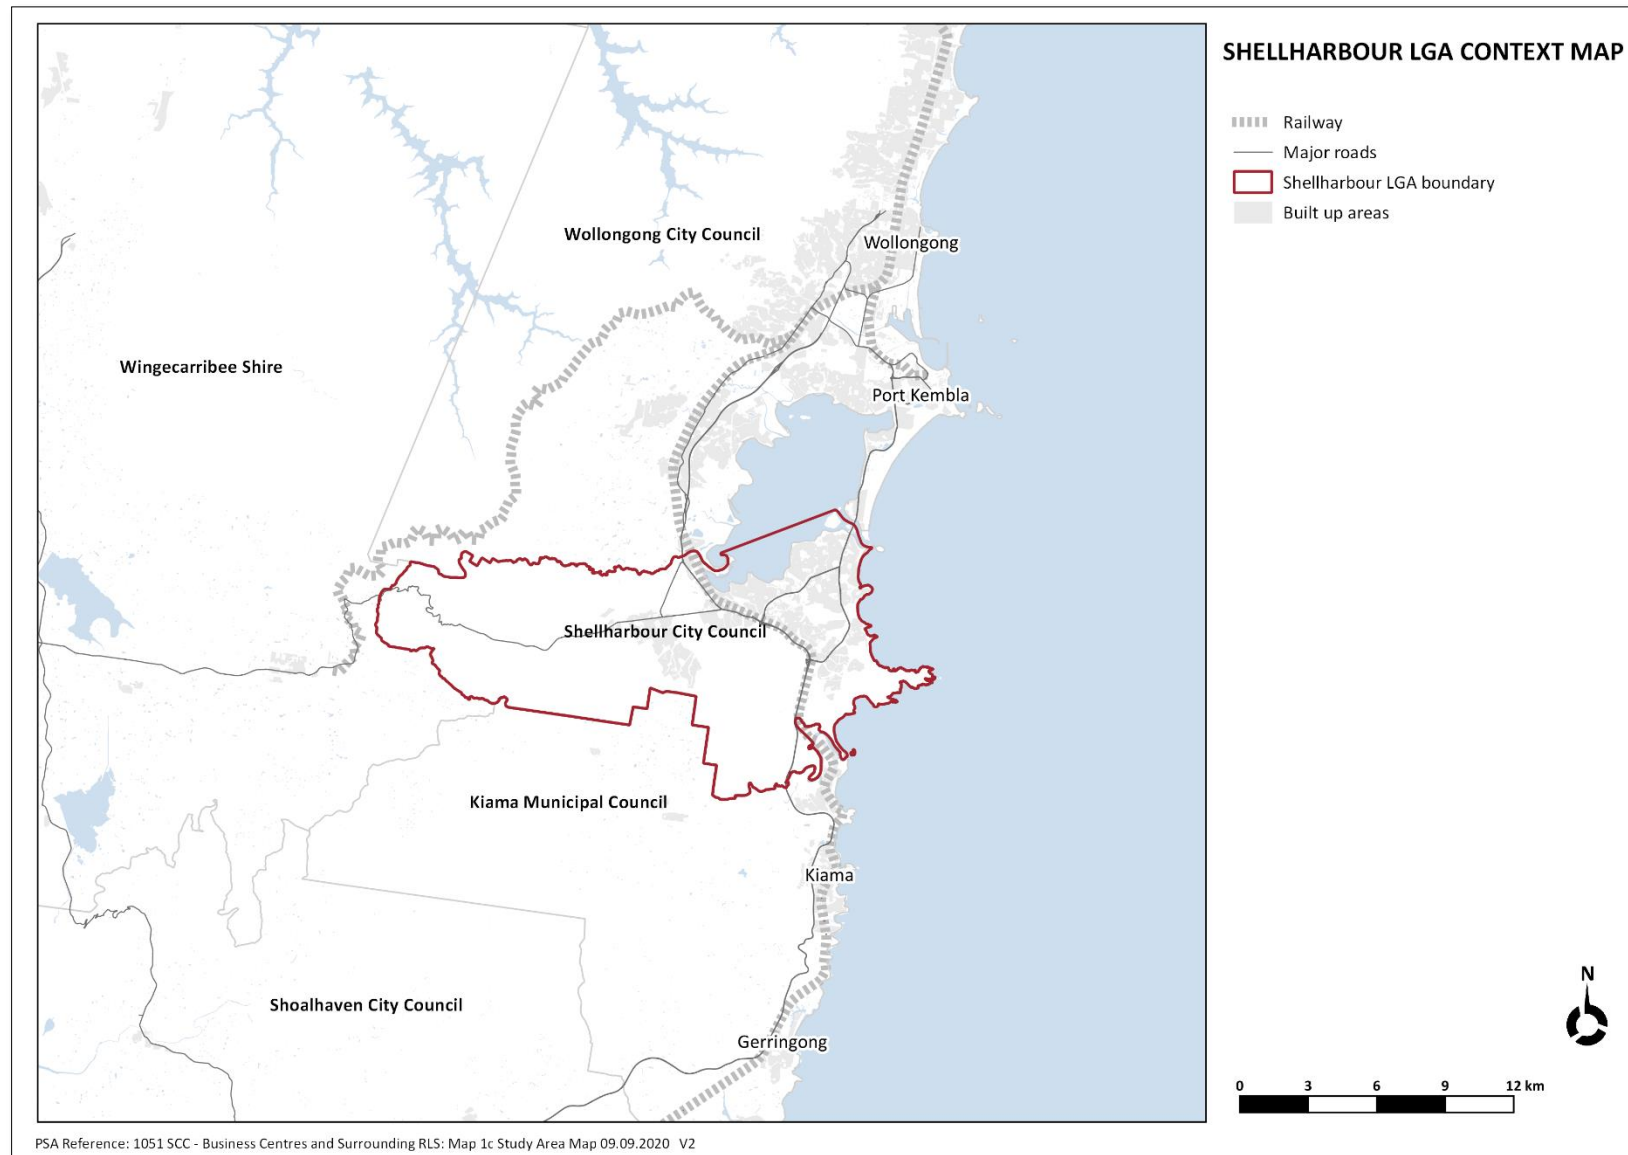 SHELLHARBOUR LGA CONTEXT MAP
Railway
Major roads
Shellharbour LGA boundary
Built up areas
Wollongong City Council
Wollongong
Wingecarribee Shire
Port Kembla
Shellharbour City Council
Kiama Municipal Council
Kiama
Shoalhaven City Council
Gerringong
N
0 3 6 9 12 km
PSA Reference: 1051 SCC - Business Centres and Surrounding RLS: Map 1c Study Area Map 09.09.2020 V2